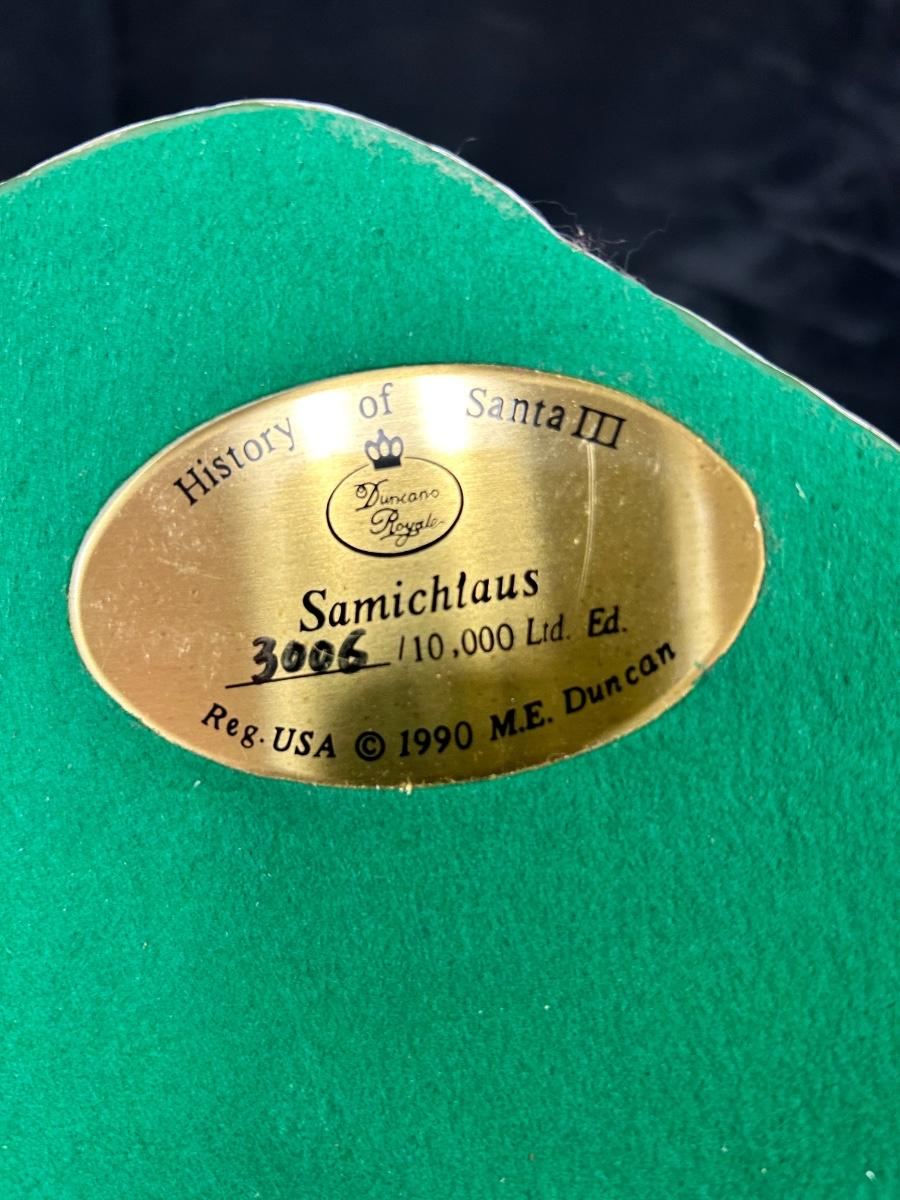 History of Santa III
Duncan
Royale
Samichlaus
3006 /10,000 Ltd. Ed.
Reg. USA © 1990 M.E. Duncan